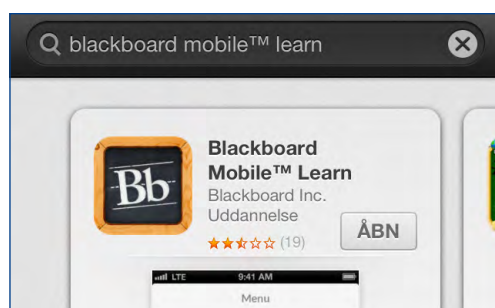 blackboard mobile™ learn
Bb
Blackboard
Mobile™ Learn
Blackboard Inc.
Uddannelse
(19)
ÅBN
LTE 9:41 AM
Menu